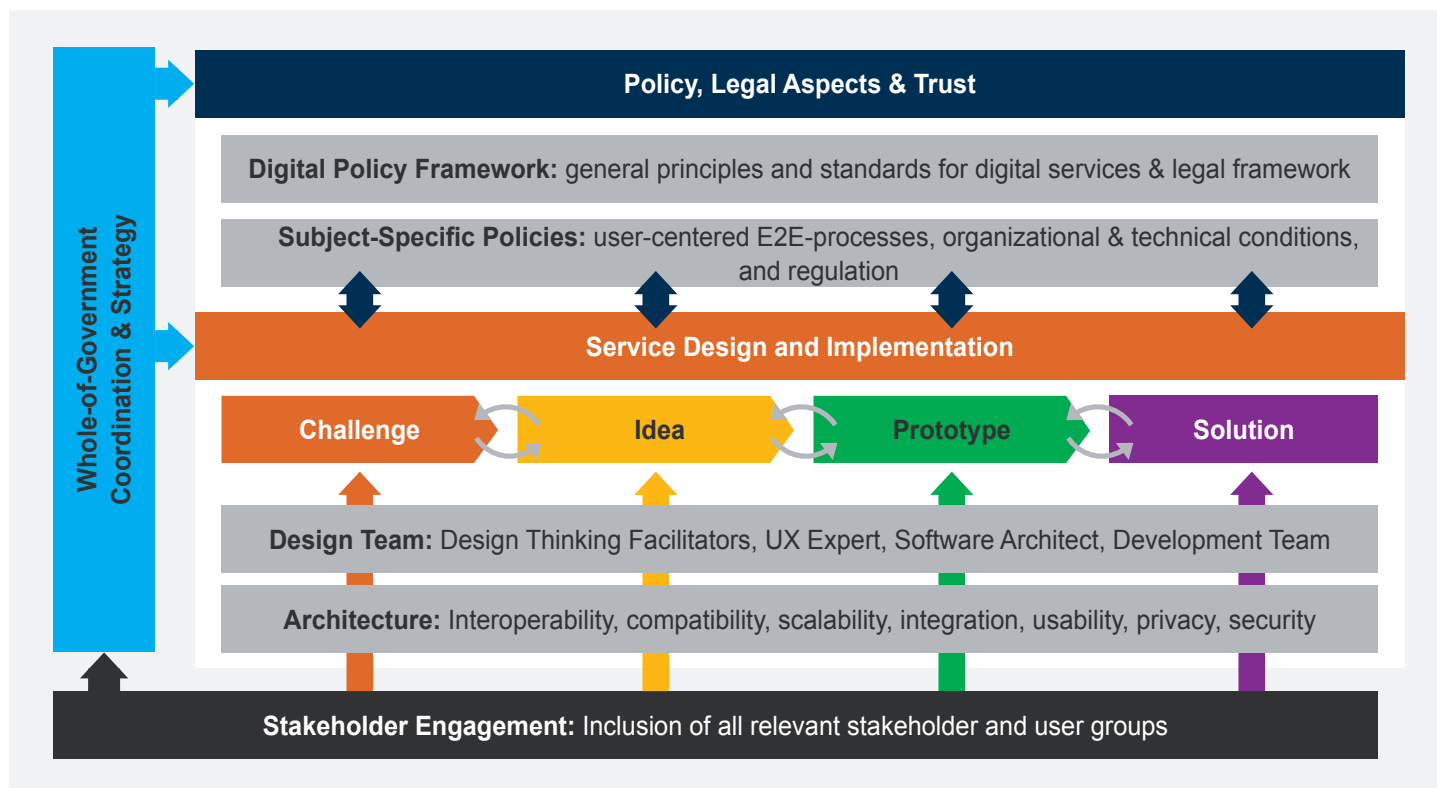 Whole-of-Government
Coordination & Strategy
Policy, Legal Aspects & Trust
Digital Policy Framework: general principles and standards for digital services & legal framework
Subject-Specific Policies: user-centered E2E-processes, organizational & technical conditions,
and regulation
Service Design and Implementation
Challenge
Idea
Prototype
Solution
Design Team: Design Thinking Facilitators, UX Expert, Software Architect, Development Team
Architecture: Interoperability, compatibility, scalability, integration, usability, privacy, security
Stakeholder Engagement: Inclusion of all relevant stakeholder and user groups